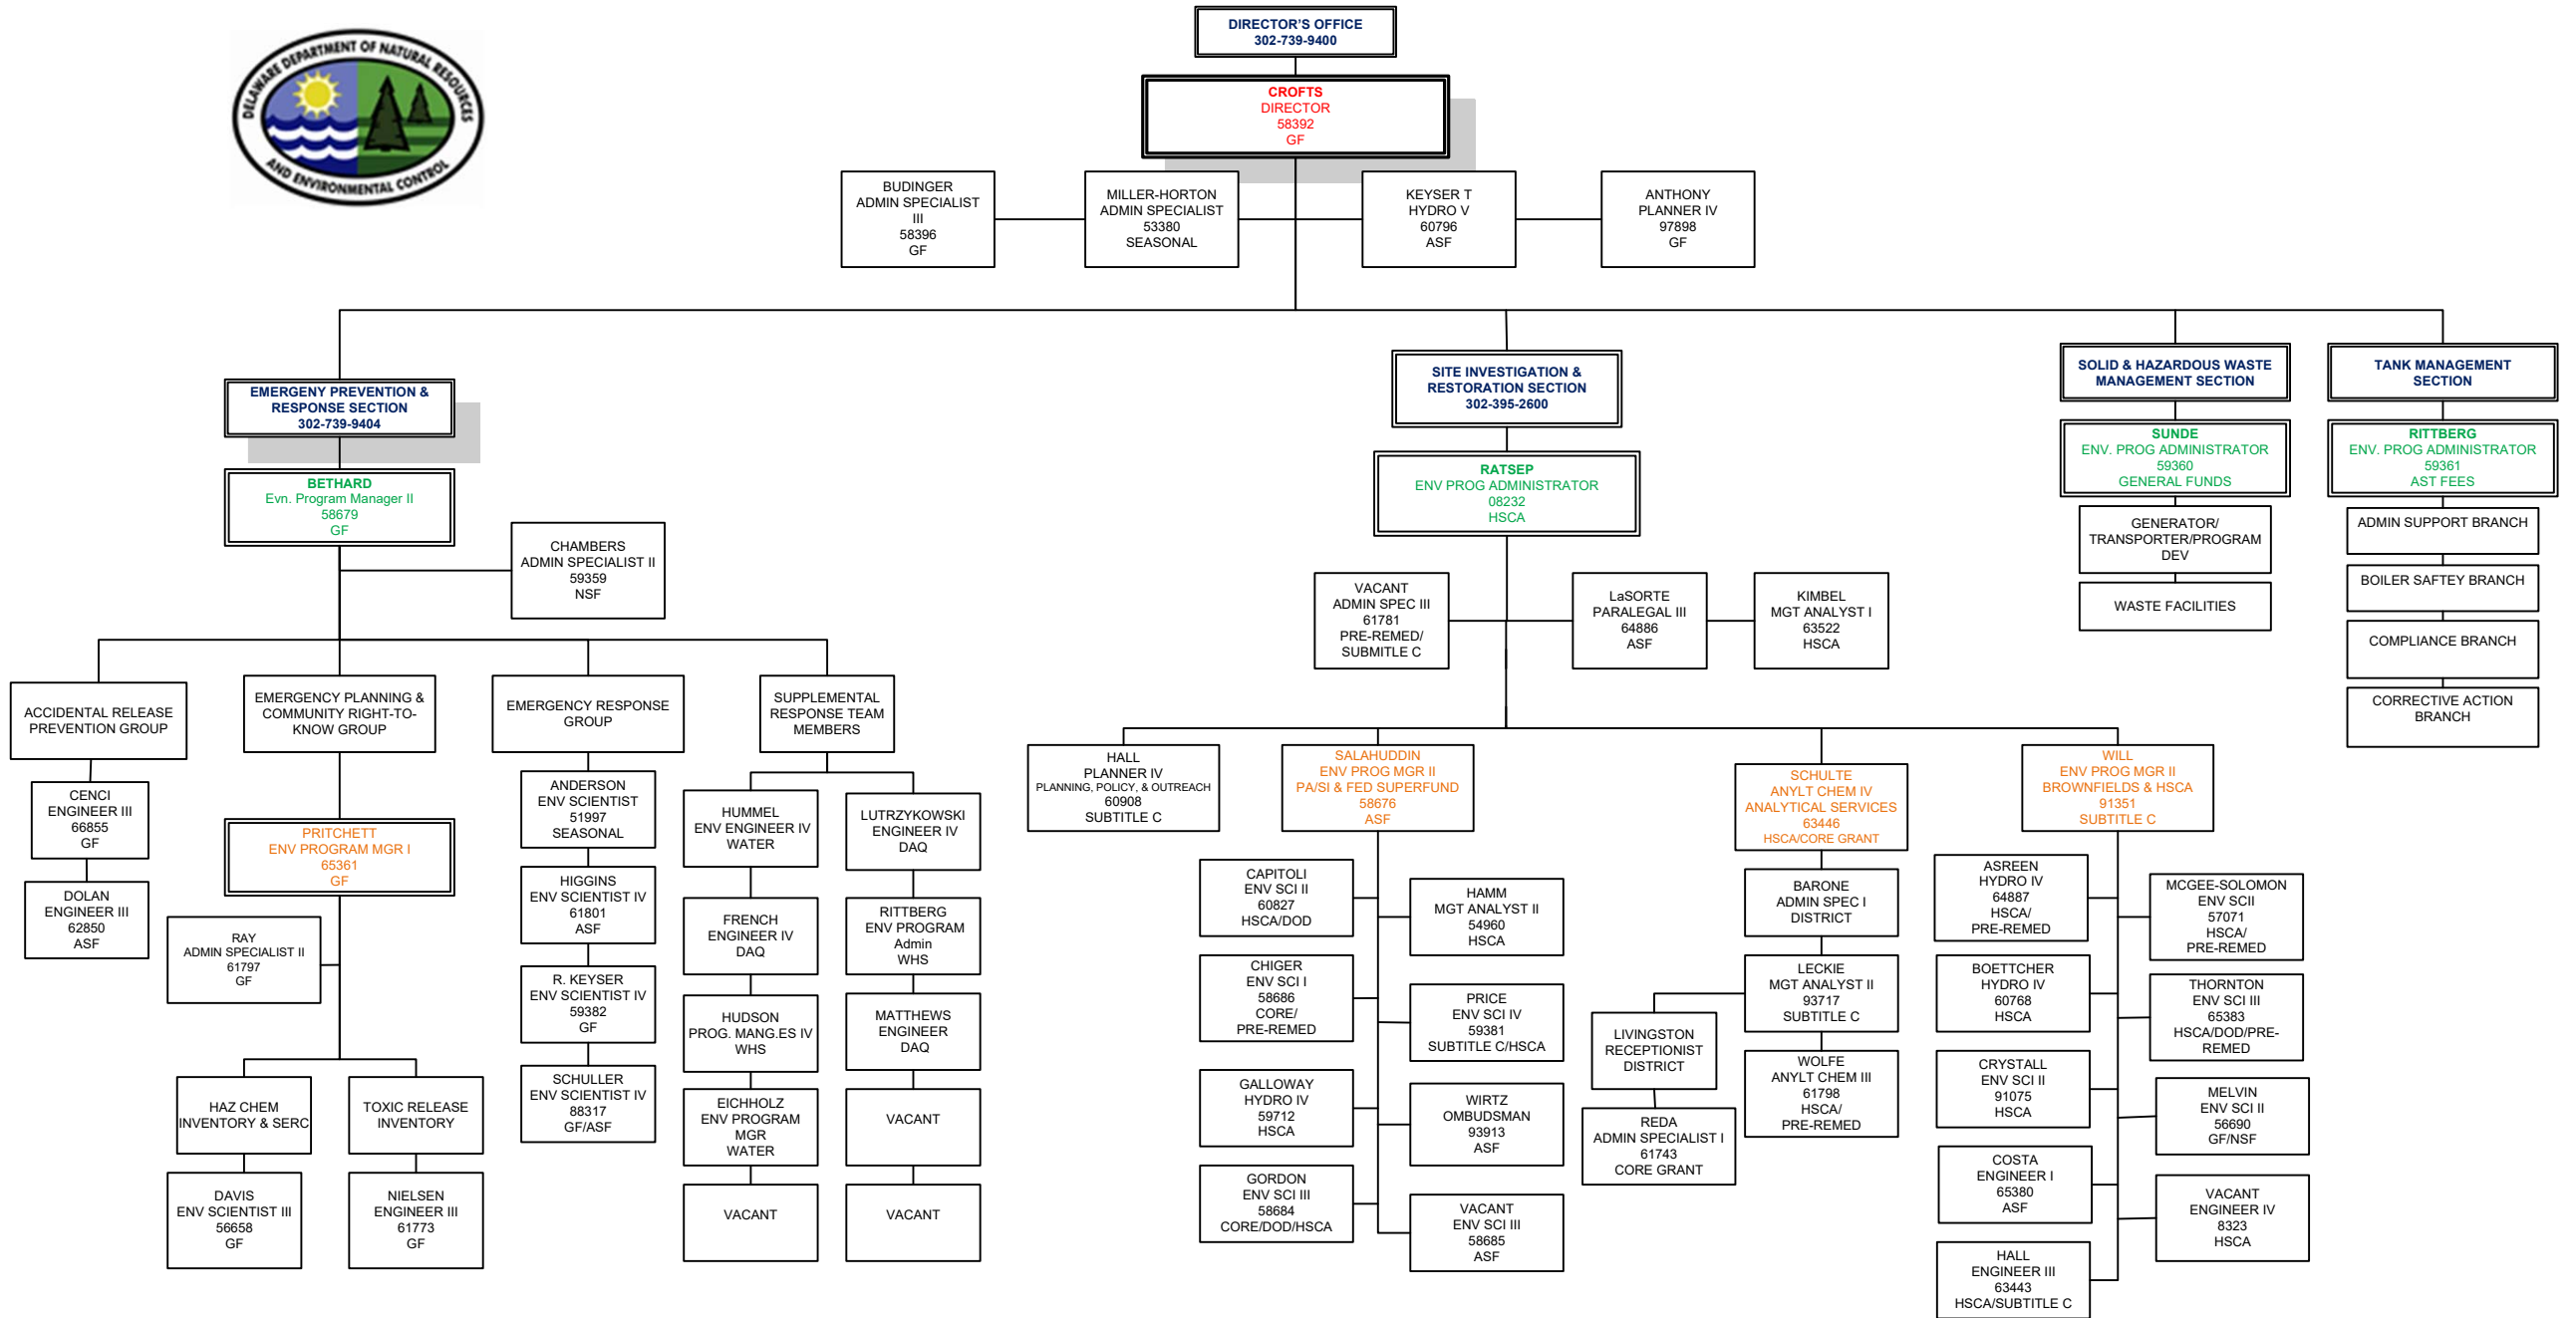 DELAWARE DEPARTMENT OF NATURAL RESOURCES
AND ENVIRONMENTAL CONTROL
DIRECTOR'S OFFICE
302-739-9400
CROFTS
DIRECTOR
58392
GF
BUDINGER
ADMIN SPECIALIST
III
58396
GF
MILLER-HORTON
ADMIN SPECIALIST
53380
SEASONAL
KEYSER T
HYDRO V
60796
ASF
ANTHONY
PLANNER IV
97898
GF
EMERGENY PREVENTION &
RESPONSE SECTION
302-739-9404
BETHARD
Evn. Program Manager II
58679
GF
CHAMBERS
ADMIN SPECIALIST II
59359
NSF
ACCIDENTAL RELEASE
PREVENTION GROUP
CENCI
ENGINEER III
66855
GF
DOLAN
ENGINEER III
62850
ASF
EMERGENCY PLANNING &
COMMUNITY RIGHT-TO-
KNOW GROUP
PRITCHETT
ENV PROGRAM MGR I
65361
GF
RAY
ADMIN SPECIALIST II
61797
GF
HAZ CHEM
INVENTORY & SERC
DAVIS
ENV SCIENTIST III
56658
GF
TOXIC RELEASE
INVENTORY
NIELSEN
ENGINEER III
61773
GF
EMERGENCY RESPONSE
GROUP
ANDERSON
ENV SCIENTIST
51997
SEASONAL
HIGGINS
ENV SCIENTIST IV
61801
ASF
R. KEYSER
ENV SCIENTIST IV
59382
GF
SCHULLER
ENV SCIENTIST IV
88317
GF/ASF
SUPPLEMENTAL
RESPONSE TEAM
MEMBERS
HUMMEL
ENV ENGINEER IV
WATER
FRENCH
ENGINEER IV
DAQ
HUDSON
PROG. MANG.ES IV
WHS
EICHHOLZ
ENV PROGRAM
MGR
WATER
VACANT
LUTRZYKOWSKI
ENGINEER IV
DAQ
RITTBERG
ENV PROGRAM
Admin
WHS
MATTHEWS
ENGINEER
DAQ
VACANT
VACANT
SITE INVESTIGATION &
RESTORATION SECTION
302-395-2600
RATSEP
ENV PROG ADMINISTRATOR
08232
HSCA
VACANT
ADMIN SPEC III
61781
PRE-REMED/
SUBMITLE C
LaSORTE
PARALEGAL III
64886
ASF
KIMBEL
MGT ANALYST I
63522
HSCA
HALL
PLANNER IV
PLANNING, POLICY, & OUTREACH
60908
SUBTITLE C
SALAHUDDIN
ENV PROG MGR II
PA/SI & FED SUPERFUND
58676
ASF
CAPITOLI
ENV SCI II
60827
HSCA/DOD
HAMM
MGT ANALYST II
54960
HSCA
CHIGER
ENV SCI I
58686
CORE/
PRE-REMED
PRICE
ENV SCI IV
59381
SUBTITLE C/HSCA
GALLOWAY
HYDRO IV
59712
HSCA
WIRTZ
OMBUDSMAN
93913
ASF
GORDON
ENV SCI III
58684
CORE/DOD/HSCA
VACANT
ENV SCI III
58685
ASF
SCHULTE
ANYLT CHEM IV
ANALYTICAL SERVICES
63446
HSCA/CORE GRANT
BARONE
ADMIN SPEC I
DISTRICT
LECKIE
MGT ANALYST II
93717
SUBTITLE C
LIVINGSTON
RECEPTIONIST
DISTRICT
WOLFE
ANYLT CHEM III
61798
HSCA/
PRE-REMED
REDA
ADMIN SPECIALIST I
61743
CORE GRANT
WILL
ENV PROG MGR II
BROWNFIELDS & HSCA
91351
SUBTITLE C
ASREEN
HYDRO IV
64887
HSCA/
PRE-REMED
MCGEE-SOLOMON
ENV SCII
57071
HSCA/
PRE-REMED
BOETTCHER
HYDRO IV
60768
HSCA
THORNTON
ENV SCI III
65383
HSCA/DOD/PRE-
REMED
CRYSTALL
ENV SCI II
91075
HSCA
MELVIN
ENV SCI II
56690
GF/NSF
COSTA
ENGINEER I
65380
ASF
VACANT
ENGINEER IV
8323
HSCA
HALL
ENGINEER III
63443
HSCA/SUBTITLE C
SOLID & HAZARDOUS WASTE
MANAGEMENT SECTION
SUNDE
ENV. PROG ADMINISTRATOR
59360
GENERAL FUNDS
GENERATOR/
TRANSPORTER/PROGRAM
DEV
WASTE FACILITIES
TANK MANAGEMENT
SECTION
RITTBERG
ENV. PROG ADMINISTRATOR
59361
AST FEES
ADMIN SUPPORT BRANCH
BOILER SAFTEY BRANCH
COMPLIANCE BRANCH
CORRECTIVE ACTION
BRANCH